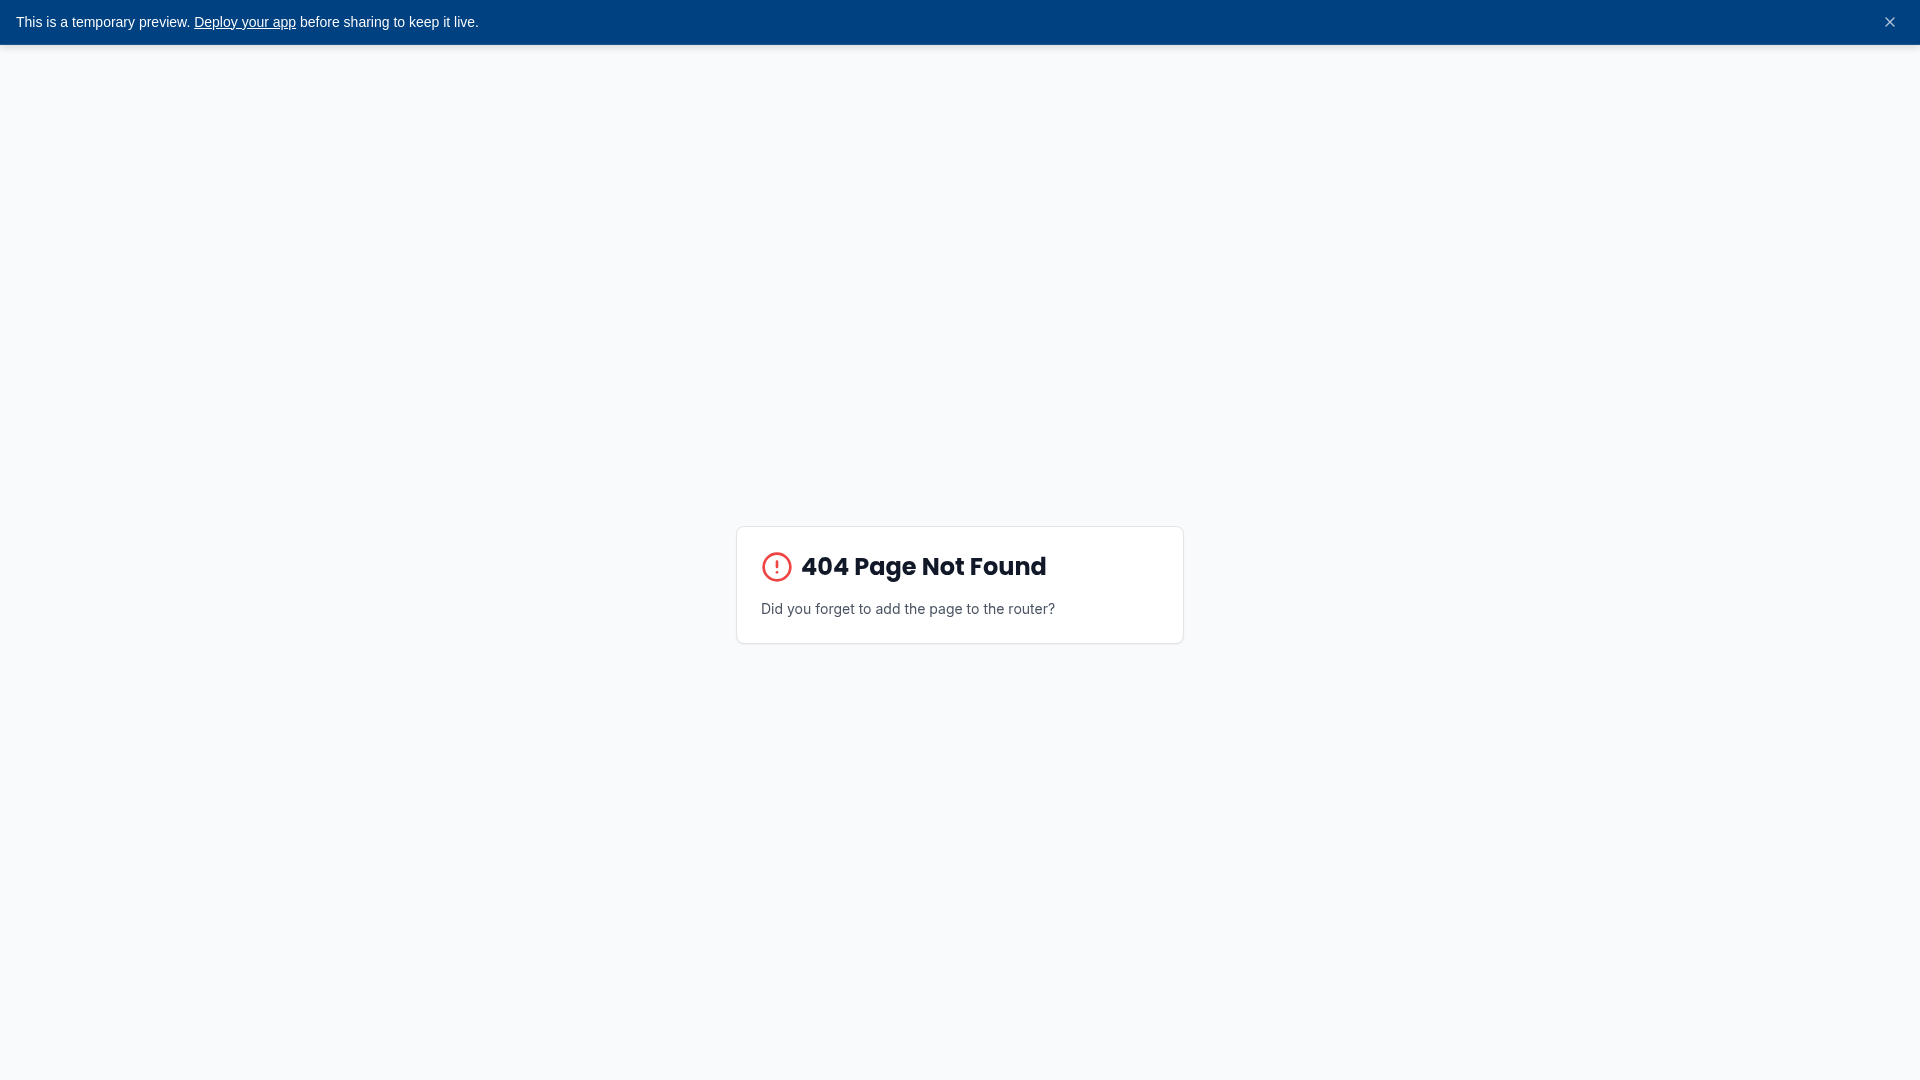 This is a temporary preview. Deploy your app before sharing to keep it live.
404 Page Not Found
Did you forget to add the page to the router?